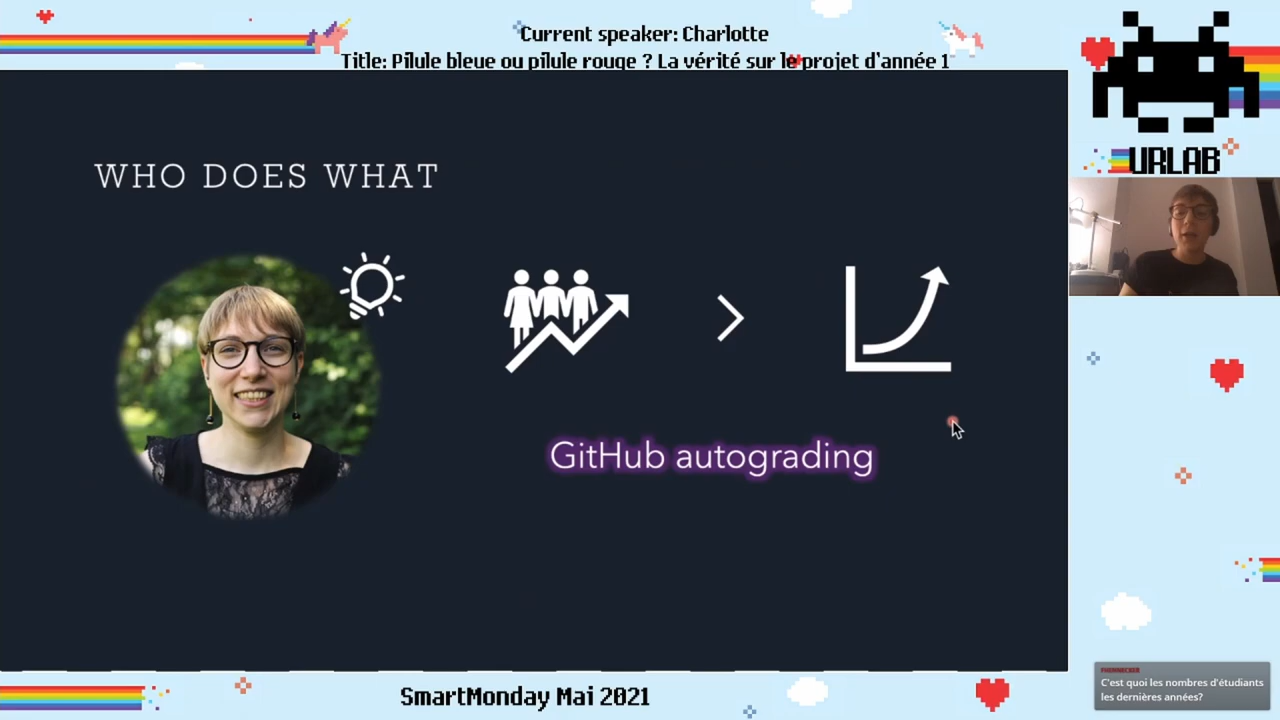 Current speaker: Charlotte
Title: Pilule bleue ou pilule rouge ? La vérité sur le projet d'année 1
URLAB
WHO DOES WHAT
GitHub autograding
C'est quoi les nombres d'étudiants
les dernières années?
SmartMonday Mai 2021